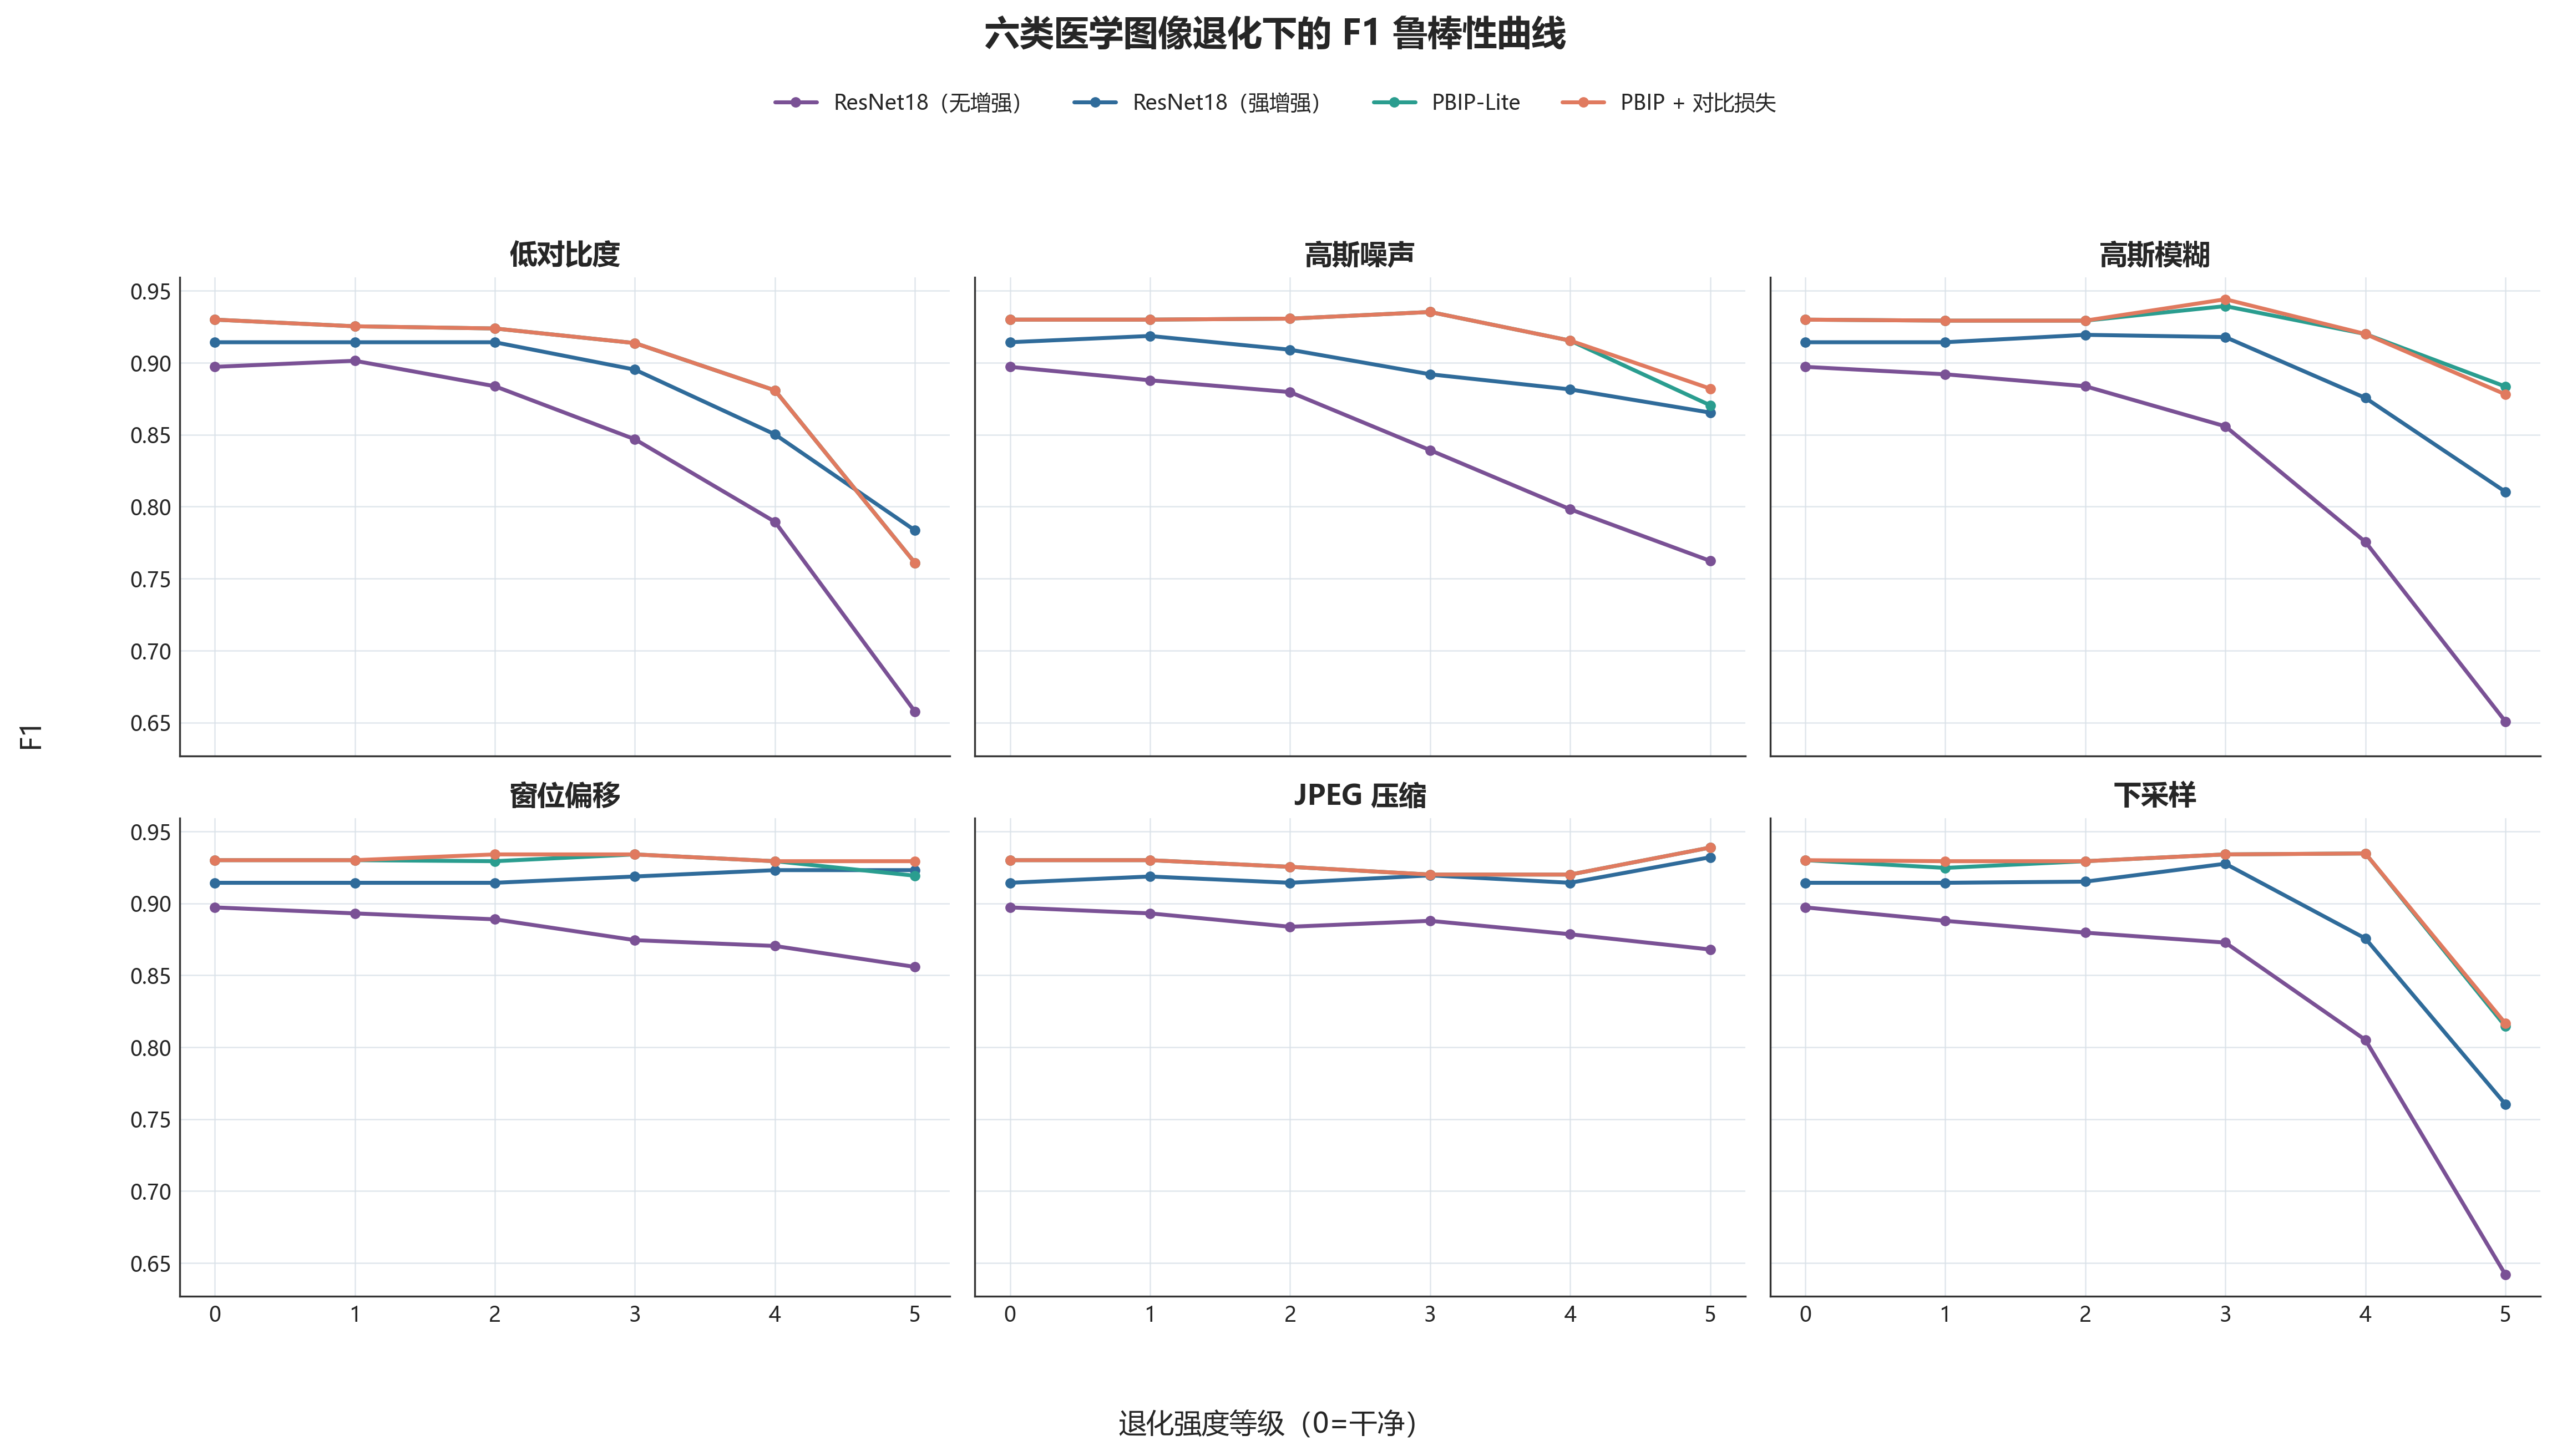 六类医学图像退化下的 F1 鲁棒性曲线
ResNet18（无增强） ResNet18（强增强） PBIP-Lite PBIP + 对比损失
低对比度 高斯噪声 高斯模糊
0.95
0.90
0.85
0.80
0.75
0.70
0.65
F1
窗位偏移 JPEG 压缩 下采样
0.95
0.90
0.85
0.80
0.75
0.70
0.65
0 1 2 3 4 5 0 1 2 3 4 5 0 1 2 3 4 5
退化强度等级（0=干净）